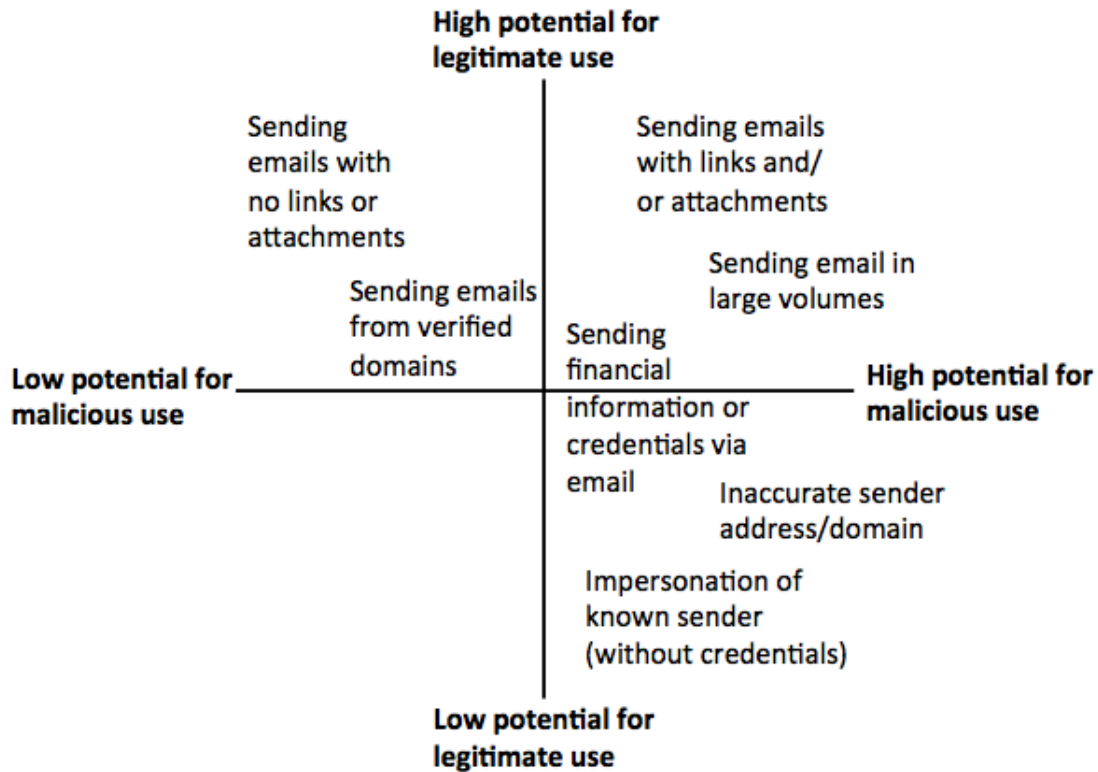 High potential for
legitimate use
Sending
emails with
no links or
attachments
Sending emails
with links and/
or attachments
Sending email in
large volumes
Sending emails
from verified
domains
Sending
financial
information or
credentials via
email
Low potential for
malicious use
High potential for
malicious use
Inaccurate sender
address/domain
Impersonation of
known sender
(without credentials)
Low potential for
legitimate use